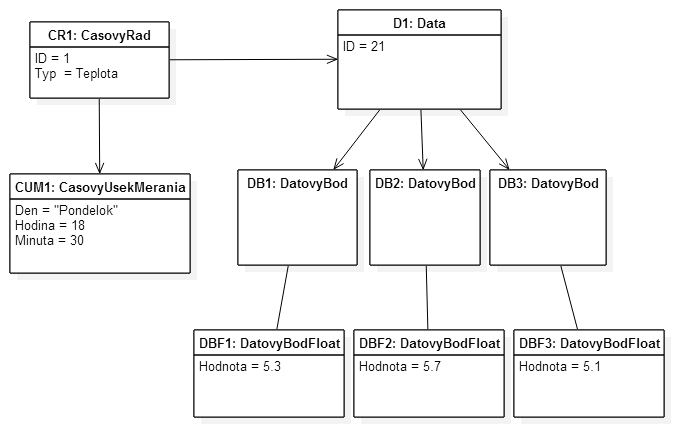 CR1: CasovyRad
ID = 1
Typ  = Teplota
D1: Data
ID = 21
CUM1: CasovyUsekMerania
Den = "Pondelok"
Hodina = 18
Minuta = 30
DB1: DatovyBod
DB2: DatovyBod
DB3: DatovyBod
DBF1: DatovyBodFloat
Hodnota = 5.3
DBF2: DatovyBodFloat
Hodnota = 5.7
DBF3: DatovyBodFloat
Hodnota = 5.1